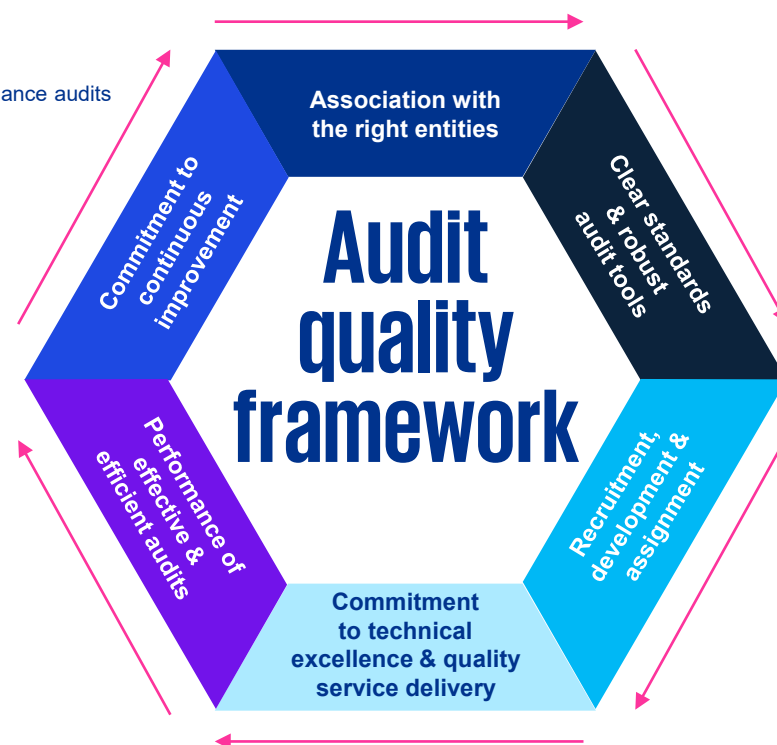 ance audits
Association with
the right entities
Clear standards
& robust
audit tools
Recruitment,
development &
assignment
Commitment
to technical
excellence & quality
service delivery
Performance of
effective &
efficient audits
Commitment to
continuous
improvement
Audit
quality
framework